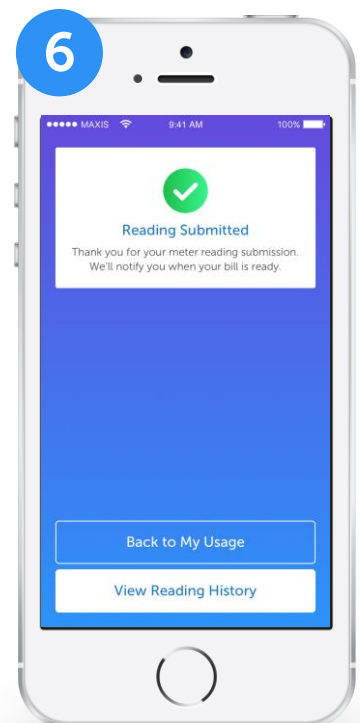 6
MAXIS 9:41 AM 100%
Reading Submitted
Thank you for your meter reading submission.
We'll notify you when your bill is ready.
Back to My Usage
View Reading History